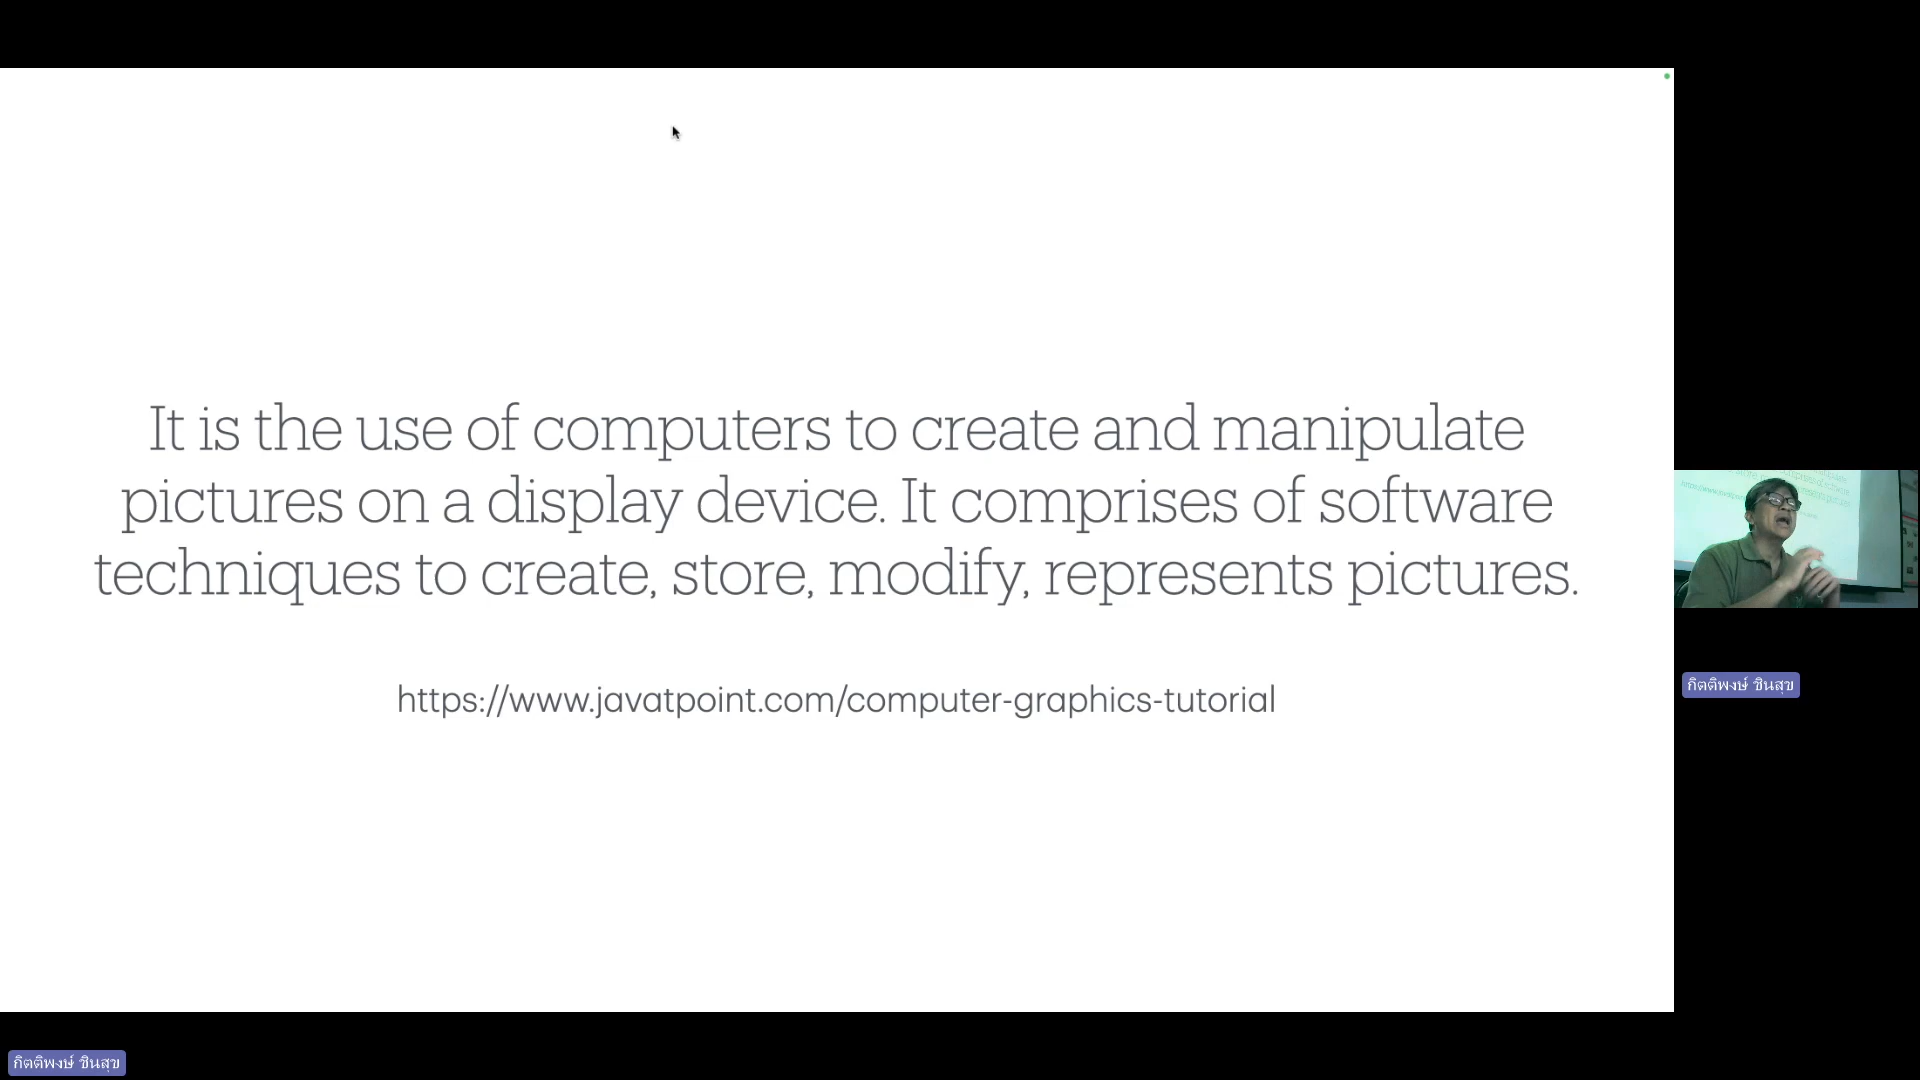 It is the use of computers to create and manipulate
pictures on a display device. It comprises of software
techniques to create, store, modify, represents pictures.
https://www.javatpoint.com/computer-graphics-tutorial
กิตติพงษ์ ชินสุข
กิตติพงษ์ ชินสุข